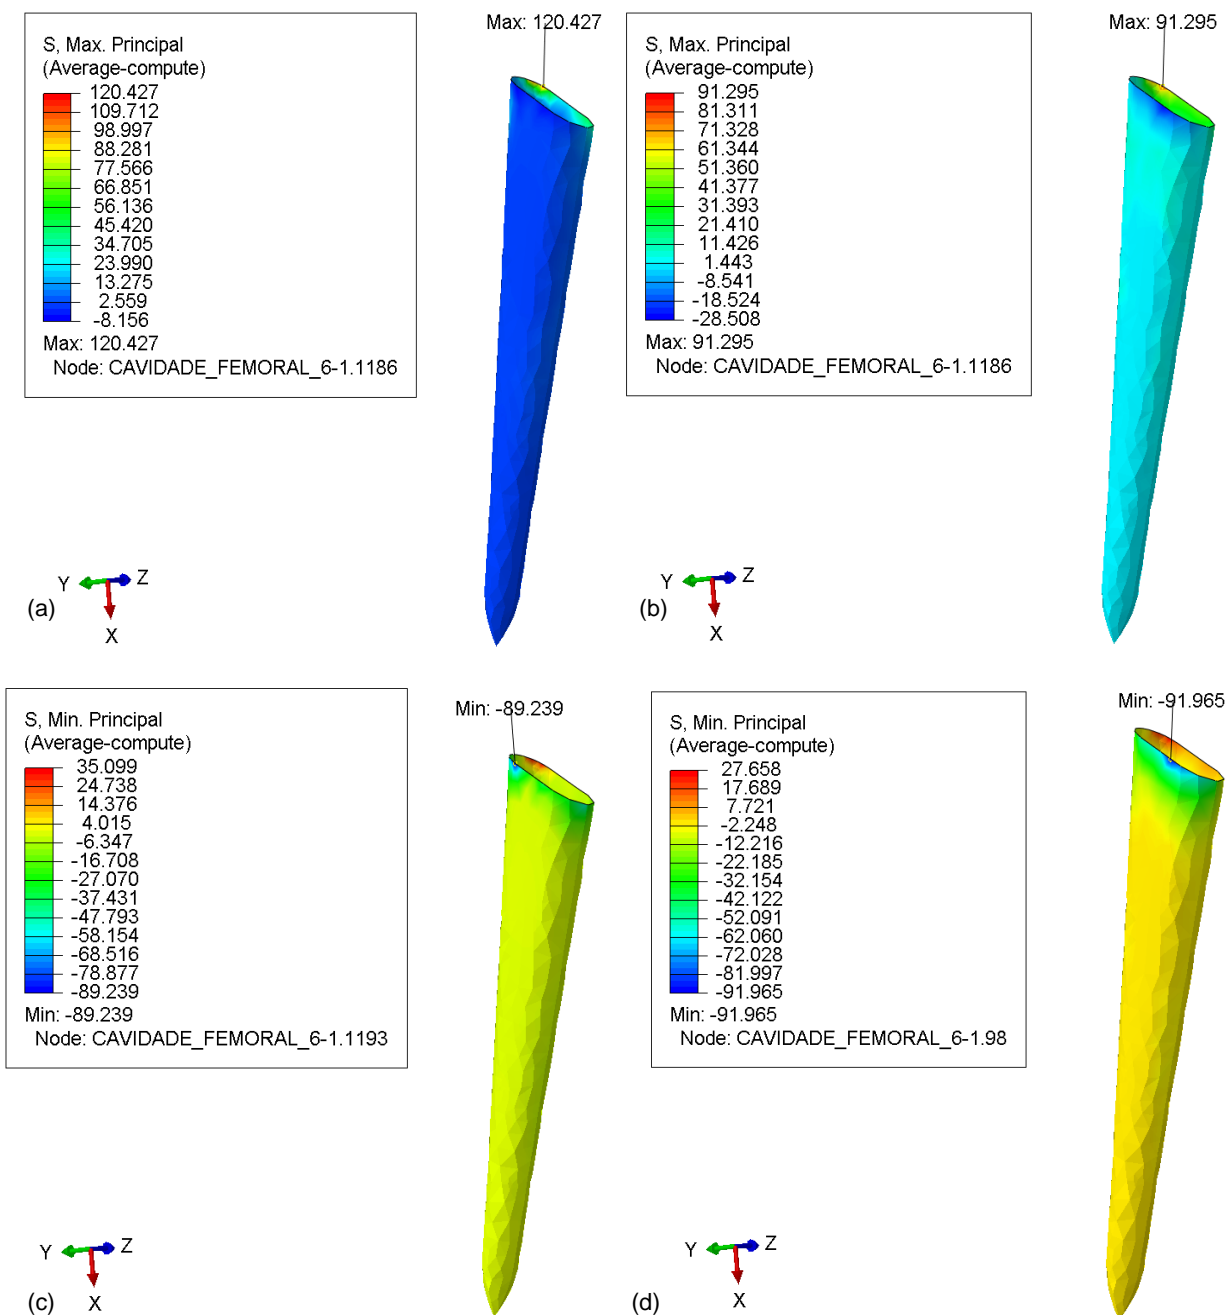 Max: 120.427
S, Max. Principal
(Average-compute)
120.427
109.712
98.997
88.281
77.566
66.851
56.136
45.420
34.705
23.990
13.275
2.559
-8.156
Max: 120.427
Node: CAVIDADE_FEMORAL_6-1.1186
Y
Z
X
(a)
Max: 91.295
S, Max. Principal
(Average-compute)
91.295
81.311
71.328
61.344
51.360
41.377
31.393
21.410
11.426
1.443
-8.541
-18.524
-28.508
Max: 91.295
Node: CAVIDADE_FEMORAL_6-1.1186
Y
Z
X
(b)
Min: -89.239
S, Min. Principal
(Average-compute)
35.099
24.738
14.376
4.015
-6.347
-16.708
-27.070
-37.431
-47.793
-58.154
-68.516
-78.877
-89.239
Min: -89.239
Node: CAVIDADE_FEMORAL_6-1.1193
Y
Z
X
(c)
Min: -91.965
S, Min. Principal
(Average-compute)
27.658
17.689
7.721
-2.248
-12.216
-22.185
-32.154
-42.122
-52.091
-62.060
-72.028
-81.997
-91.965
Min: -91.965
Node: CAVIDADE_FEMORAL_6-1.98
Y
Z
X
(d)